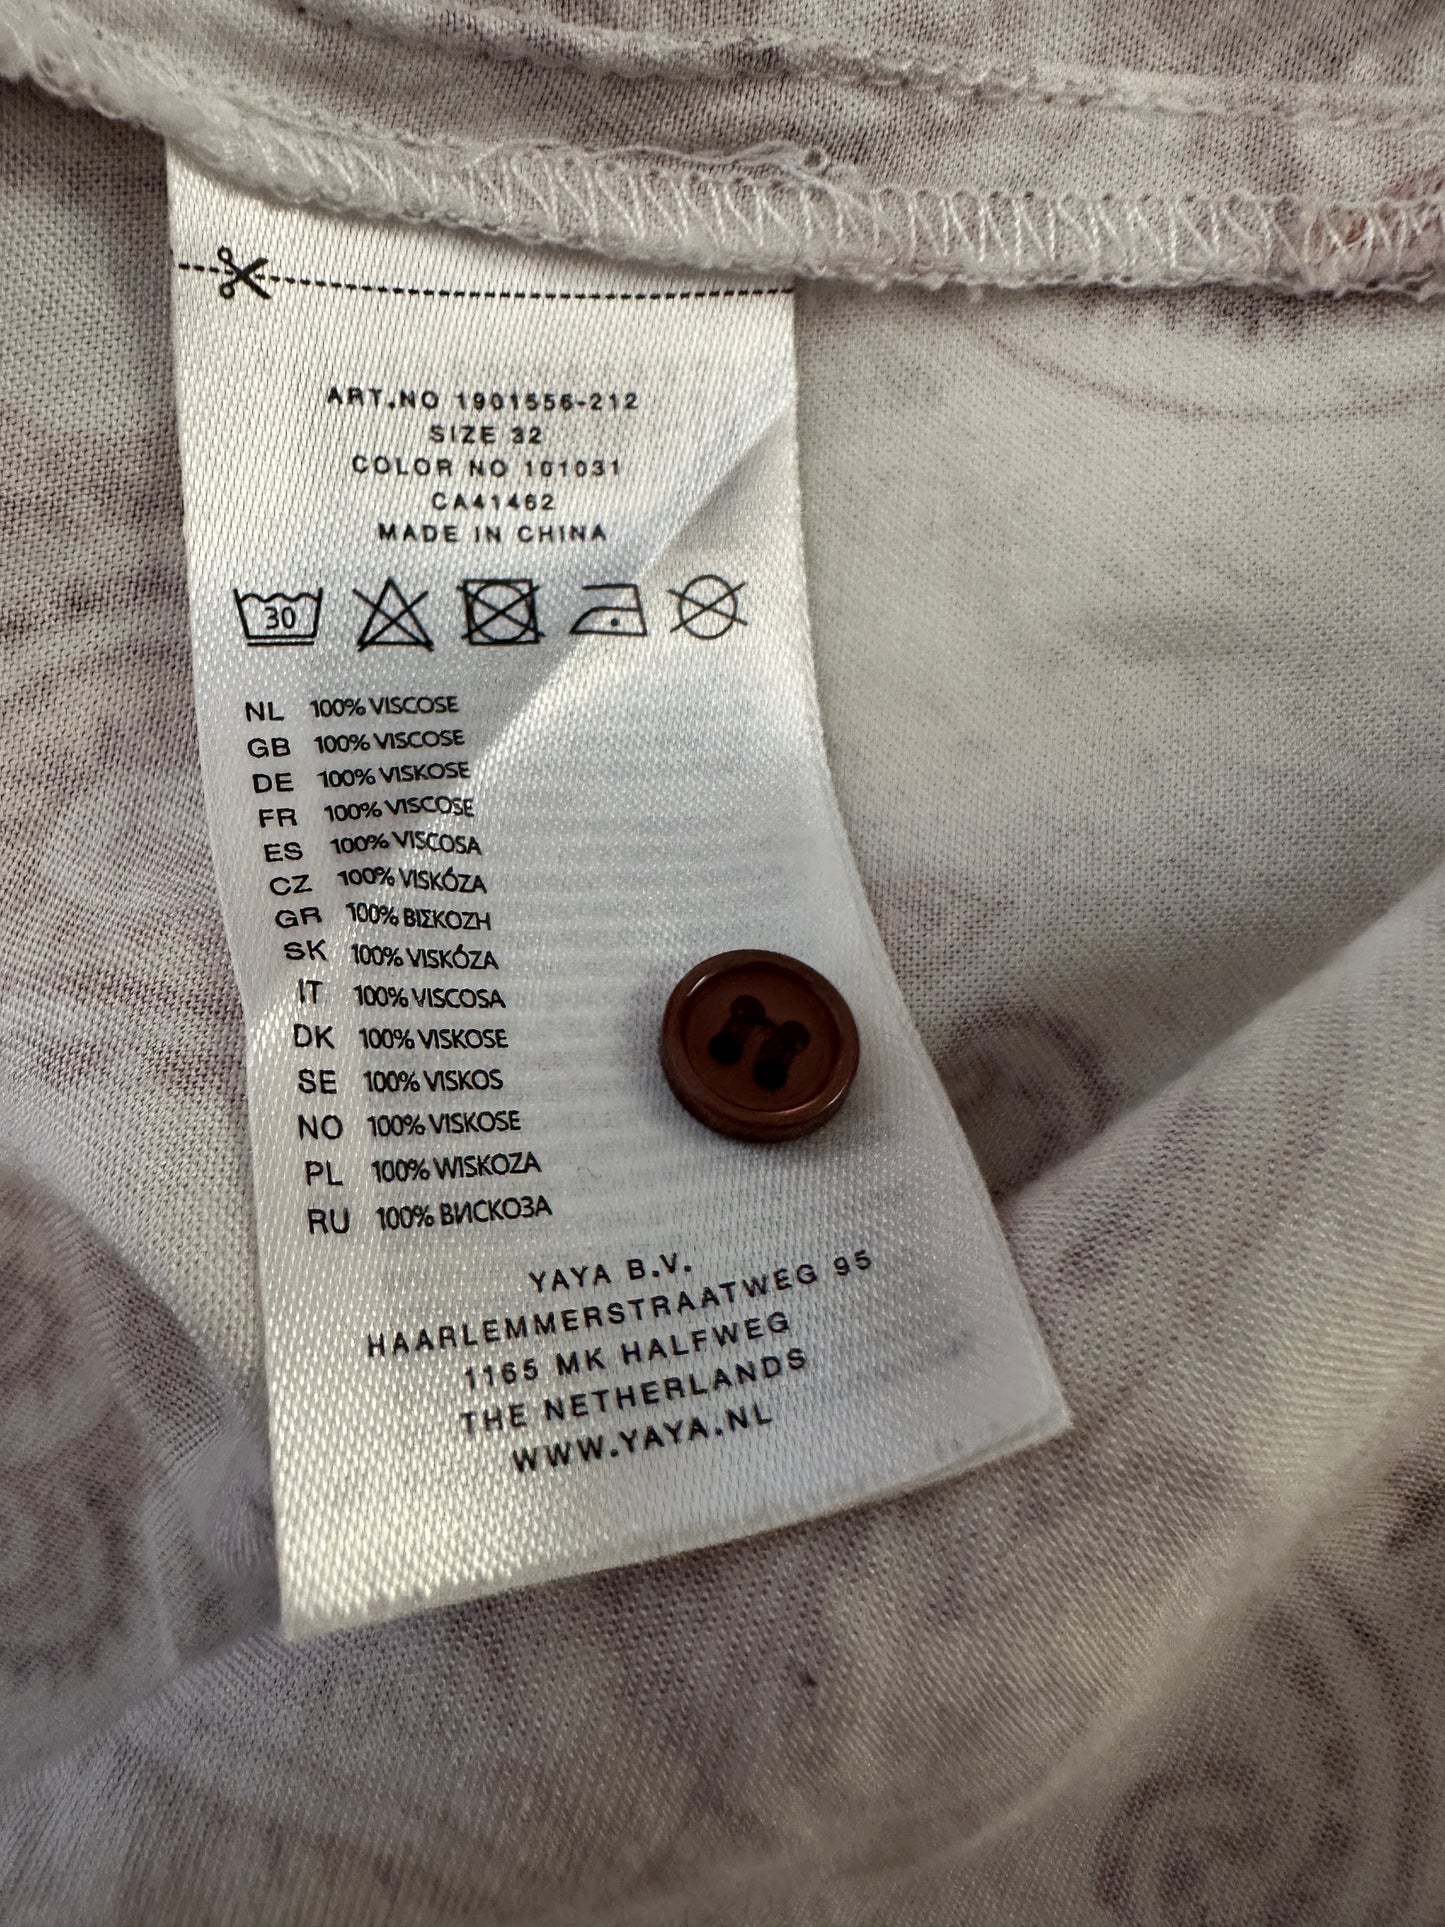 ART.NO 1901556-212
SIZE 32
COLOR NO 101031
CA41462
MADE IN CHINA
30
NL 100% VISCOSE
GB 100% VISCOSE
DE 100% VISKOSE
FR 100% VISCOSE
ES 100% VISCOSA
CZ 100% VISKÓZA
GR 100% ΒΙΣΚΟΖΗ
SK 100% VISKÓZA
IT 100% VISCOSA
DK 100% VISKOSE
SE 100% VISKOS
NO 100% VISKOSE
PL 100% WISKOZA
RU 100% ВИСКОЗА
YAYA B.V.
HAARLEMMERSTRAATWEG 95
1165 MK HALFWEG
THE NETHERLANDS
WWW.YAYA.NL